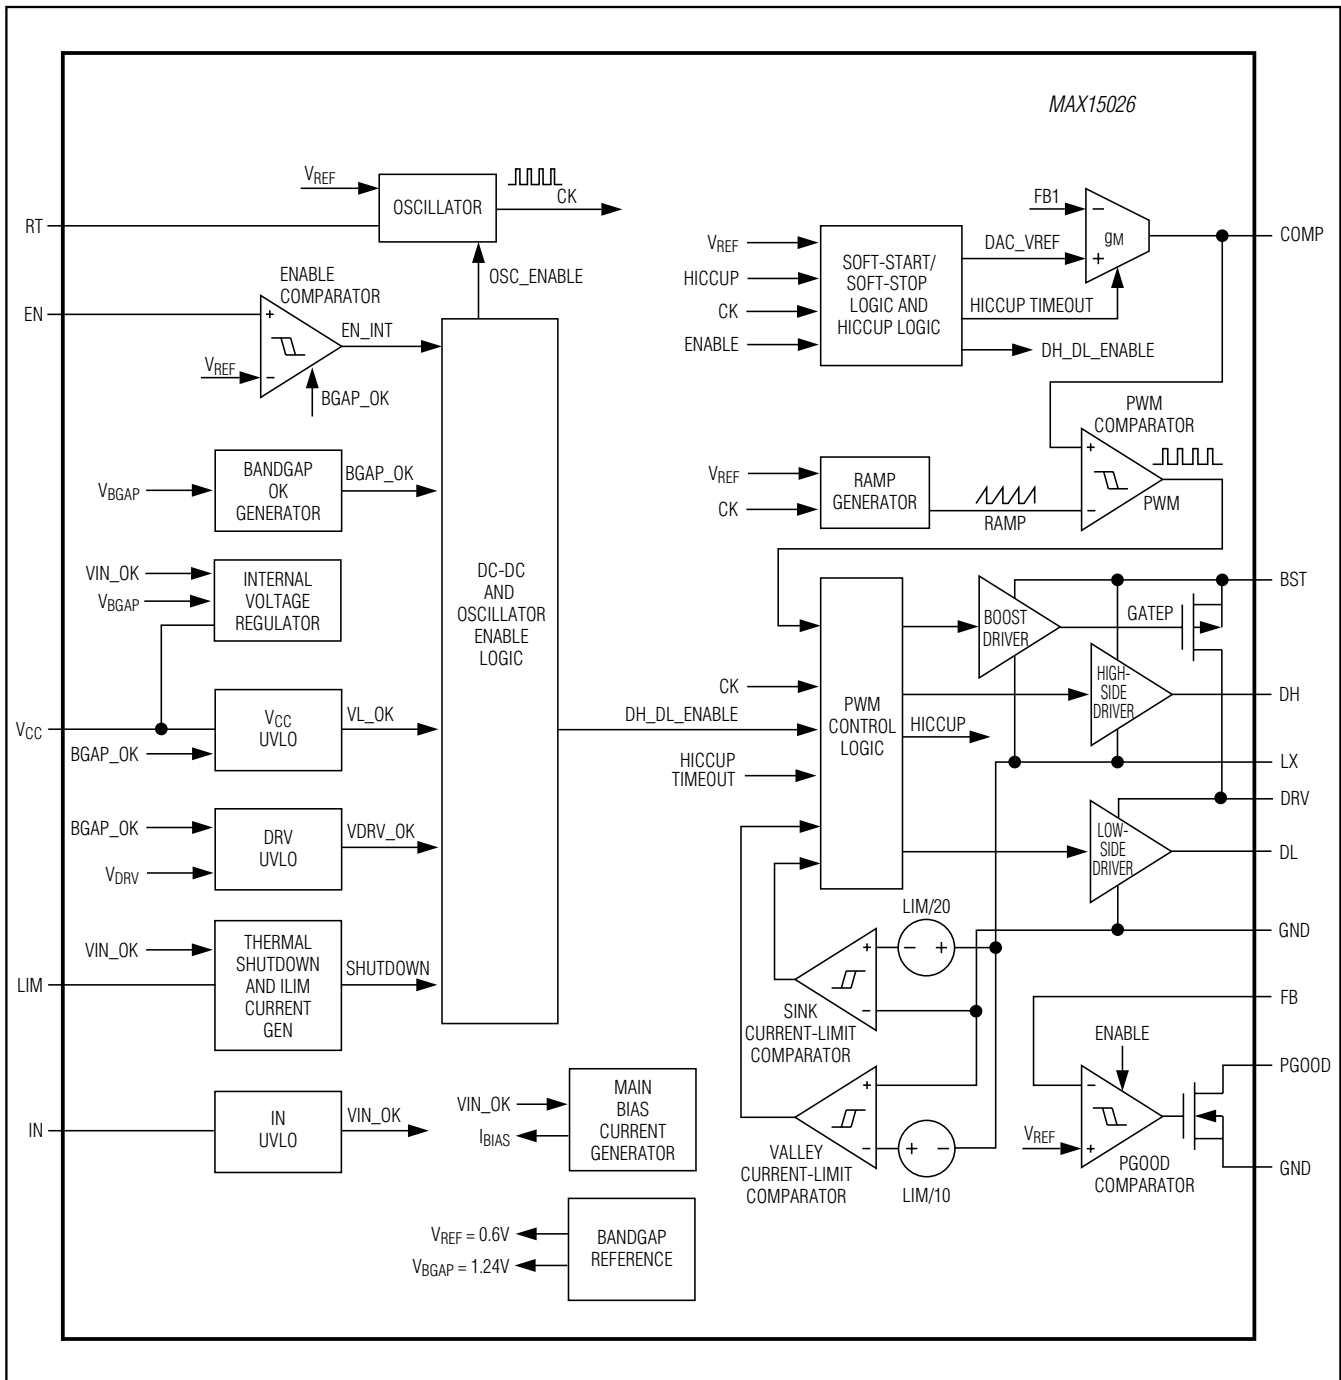 MAX15026
VREF
OSCILLATOR
CK
RT
OSC_ENABLE
ENABLE
COMPARATOR
EN
+
EN_INT
VREF
−
BGAP_OK
FB1
−
gM
+
COMP
VREF
HICCUP
CK
ENABLE
SOFT-START/
SOFT-STOP
LOGIC AND
HICCUP LOGIC
DAC_VREF
HICCUP TIMEOUT
DH_DL_ENABLE
PWM
COMPARATOR
+
−
PWM
VREF
CK
RAMP
GENERATOR
RAMP
VBGAP
BANDGAP
OK
GENERATOR
BGAP_OK
VIN_OK
VBGAP
INTERNAL
VOLTAGE
REGULATOR
DC-DC
AND
OSCILLATOR
ENABLE
LOGIC
VCC
BGAP_OK
VCC
UVLO
VL_OK
BGAP_OK
VDRV
DRV
UVLO
VDRV_OK
VIN_OK
LIM
THERMAL
SHUTDOWN
AND ILIM
CURRENT
GEN
SHUTDOWN
IN
IN
UVLO
VIN_OK
VIN_OK
IBIAS
MAIN
BIAS
CURRENT
GENERATOR
VREF = 0.6V
VBGAP = 1.24V
BANDGAP
REFERENCE
CK
DH_DL_ENABLE
HICCUP
TIMEOUT
PWM
CONTROL
LOGIC
HICCUP
BOOST
DRIVER
GATEP
BST
HIGH-
SIDE
DRIVER
DH
LX
DRV
LOW-
SIDE
DRIVER
DL
GND
LIM/20
+
− +
−
SINK
CURRENT-LIMIT
COMPARATOR
+
−
+ −
LIM/10
VALLEY
CURRENT-LIMIT
COMPARATOR
FB
ENABLE
−
VREF
+
PGOOD
COMPARATOR
PGOOD
GND